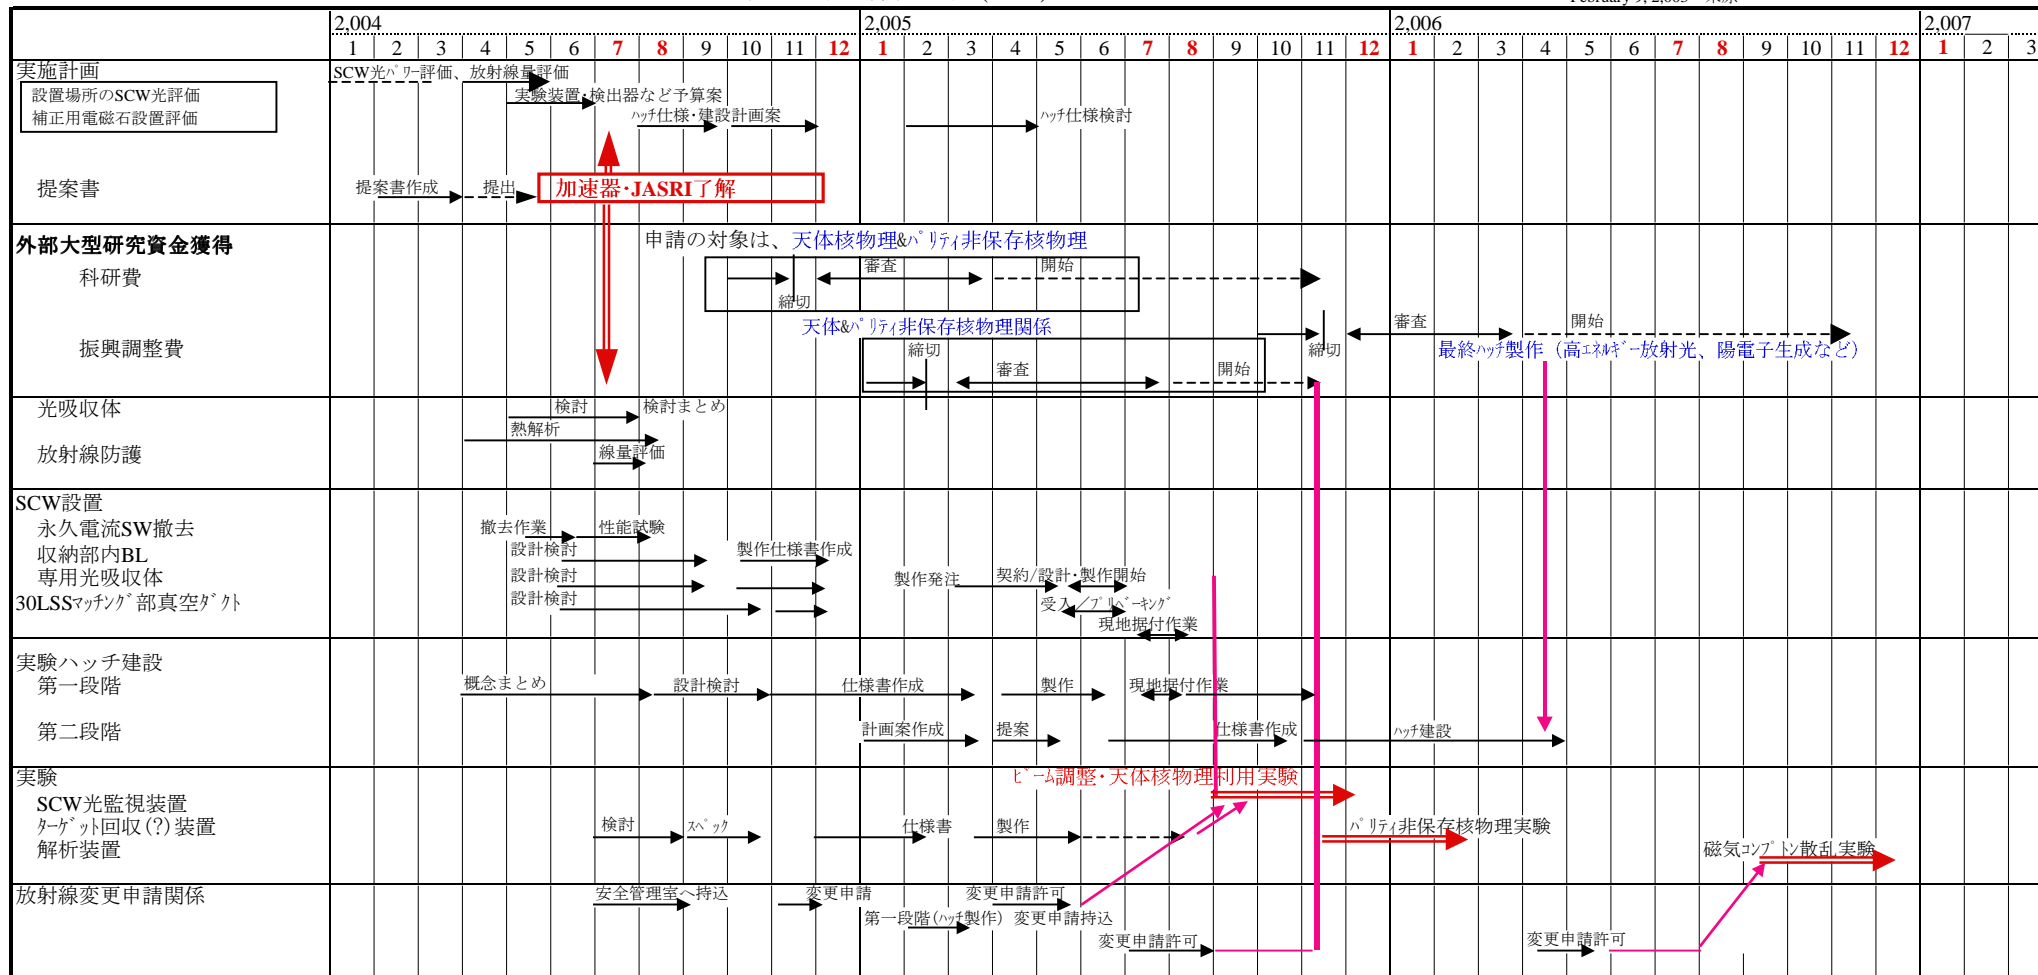 2,004 2,005 2,006 2,007
1 2 3 4 5 6 7 8 9 10 11 12 1 2 3 4 5 6 7 8 9 10 11 12 1 2 3 4 5 6 7 8 9 10 11 12 1 2 3
実施計画
SCW光パワー評価、放射線量評価
設置場所のSCW光評価
実験装置・検出器など予算案
補正用電磁石設置評価
ハッチ仕様・建設計画案
ハッチ仕様検討
提案書
提案書作成
提出
加速器・JASRI了解
外部大型研究資金獲得
申請の対象は、天体核物理&パリティ非保存核物理
科研費
審査
開始
締切
天体&パリティ非保存核物理関係
振興調整費
締切
審査
開始
締切
審査
開始
最終ハッチ製作（高エネルギー放射光、陽電子生成など）
光吸収体
検討
検討まとめ
熱解析
放射線防護
線量評価
SCW設置
永久電流SW撤去
撤去作業
性能試験
収納部内BL
設計検討
製作仕様書作成
専用光吸収体
設計検討
製作発注
契約/設計・製作開始
30LSSマッチング部真空ダクト
設計検討
受入／プリベーキング
現地据付作業
実験ハッチ建設
第一段階
概念まとめ
設計検討
仕様書作成
製作
現地据付作業
第二段階
計画案作成
提案
仕様書作成
ハッチ建設
実験
ビーム調整・天体核物理利用実験
SCW光監視装置
ターゲット回収(?)装置
検討
スペック
仕様書
製作
パリティ非保存核物理実験
解析装置
磁気コンプトン散乱実験
放射線変更申請関係
安全管理室へ持込
変更申請
変更申請許可
第一段階(ハッチ製作) 変更申請持込
変更申請許可
変更申請許可